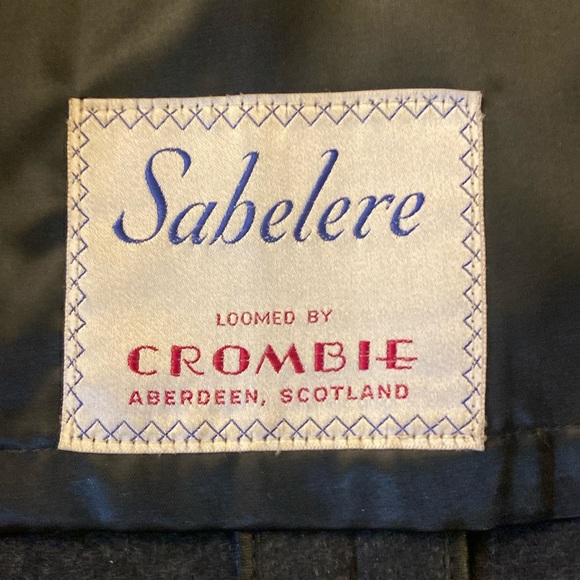 Sabelere
LOOMED BY
CROMBIE
ABERDEEN, SCOTLAND